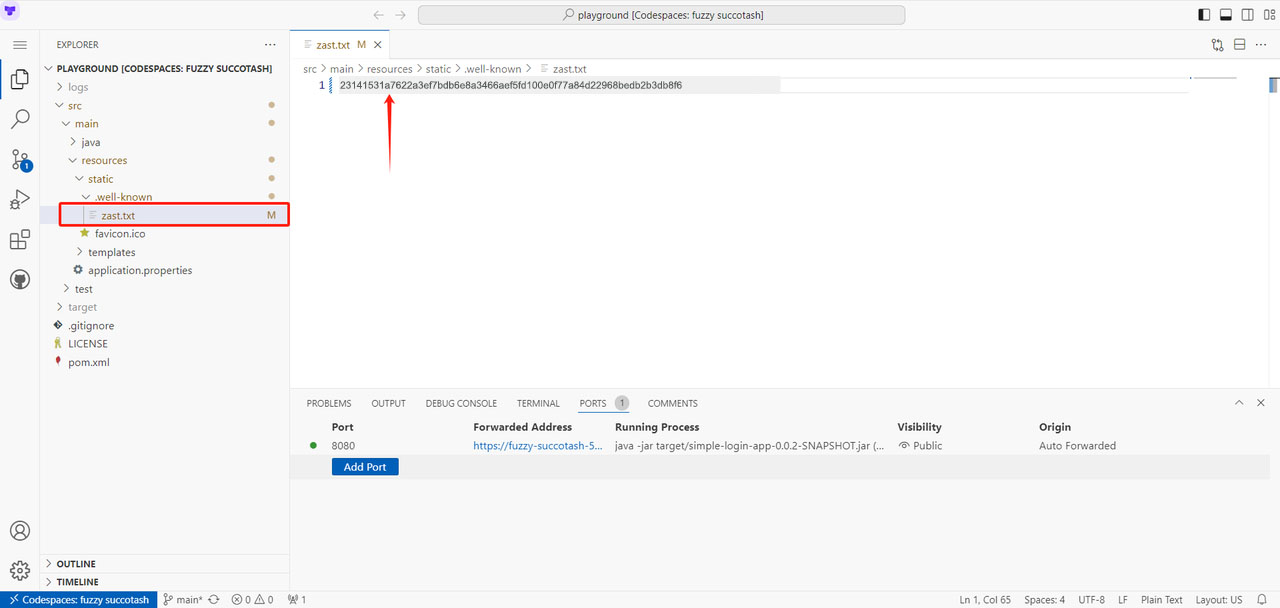 playground [Codespaces: fuzzy succotash]
EXPLORER
PLAYGROUND [CODESPACES: FUZZY SUCCOTASH]
logs
src
main
java
resources
static
.well-known
zast.txt M
favicon.ico
templates
application.properties
test
target
.gitignore
LICENSE
pom.xml
OUTLINE
TIMELINE
1
zast.txt M
src > main > resources > static > .well-known > zast.txt
1 23141531a7622a3ef7bdb6e8a3466aef5fd100e0f77a84d22968bedb2b3db8f6
PROBLEMS OUTPUT DEBUG CONSOLE TERMINAL PORTS 1 COMMENTS
Port Forwarded Address Running Process Visibility Origin
8080 https://fuzzy-succotash-5... java -jar target/simple-login-app-0.0.2-SNAPSHOT.jar (... Public Auto Forwarded
Add Port
Codespaces: fuzzy succotash main* 0 0 1 Ln 1, Col 65 Spaces: 4 UTF-8 LF Plain Text Layout: US